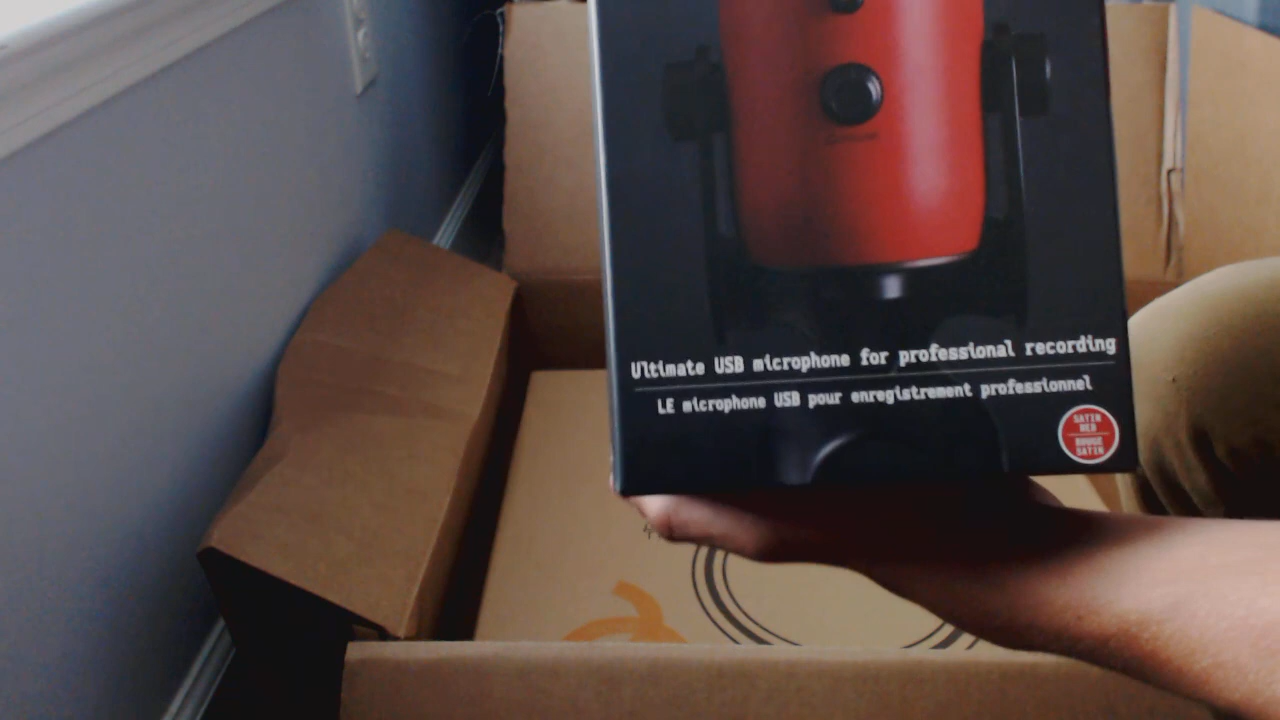 Ultimate USB microphone for professional recording
LE microphone USB pour enregistrement professionnel
SATIN
RED
ROUGE
SATIN